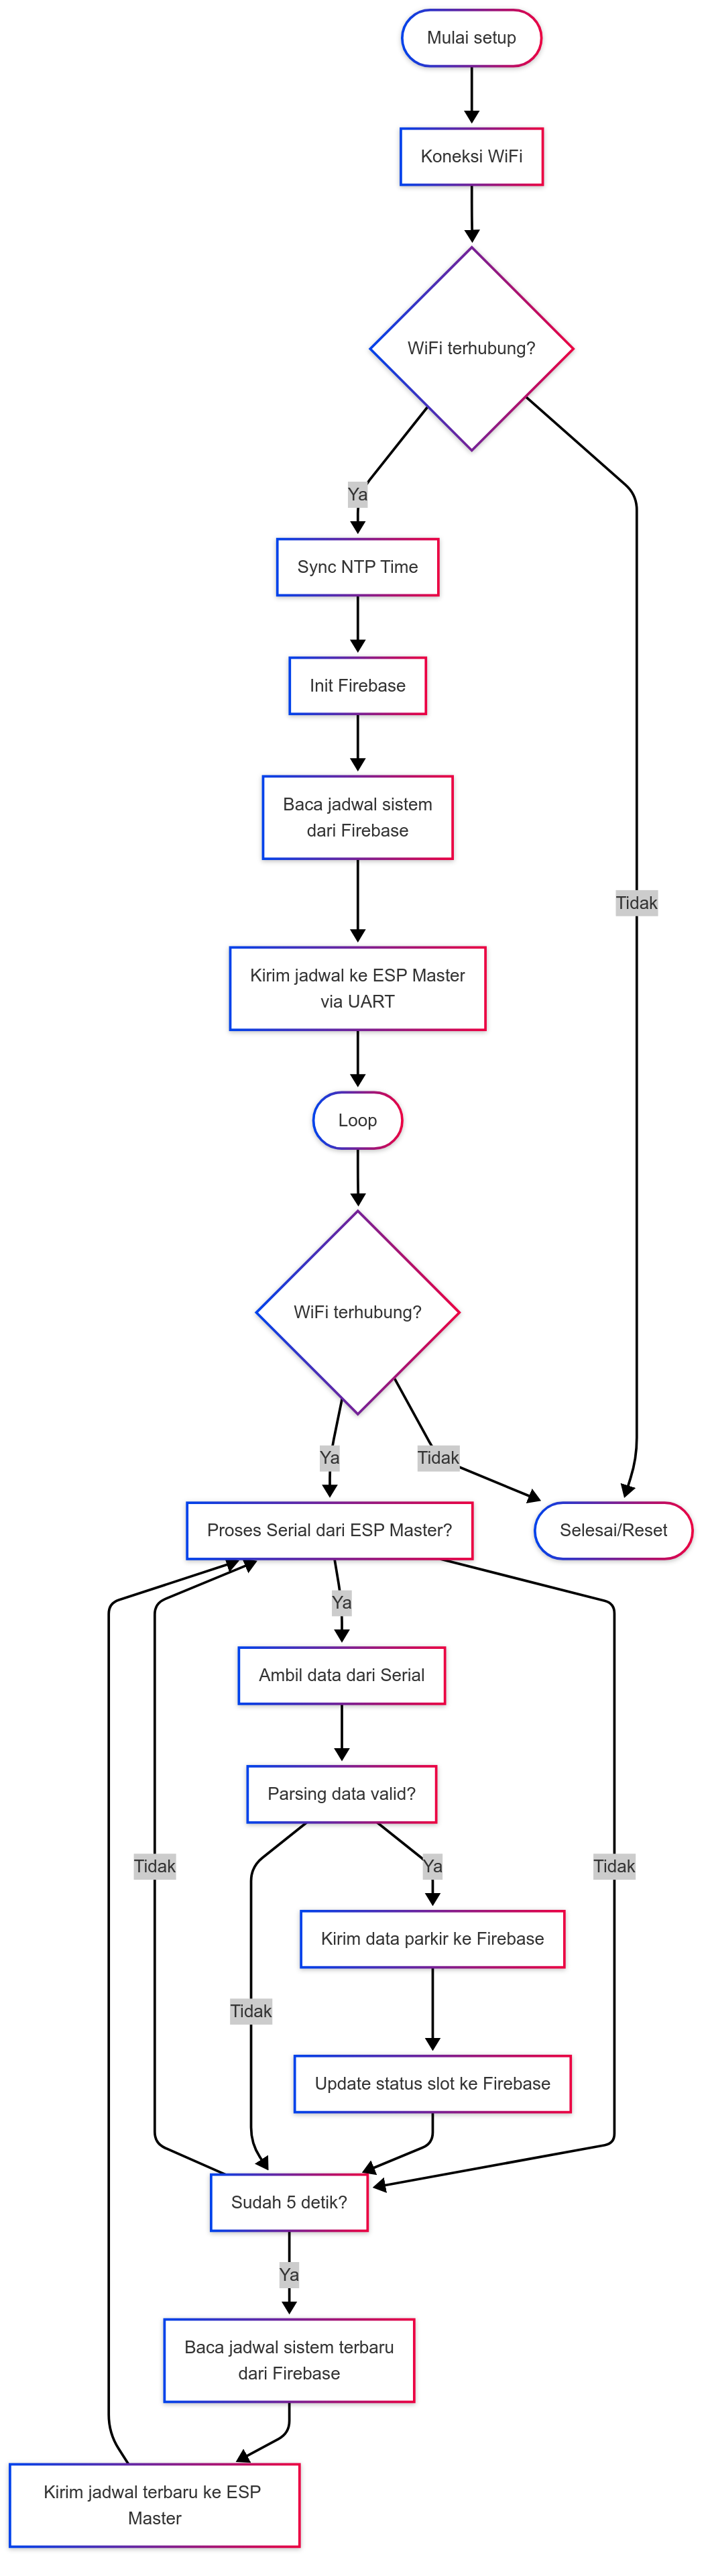 Mulai setup
Koneksi WiFi
WiFi terhubung?
Ya
Sync NTP Time
Init Firebase
Baca jadwal sistem
dari Firebase
Tidak
Kirim jadwal ke ESP Master
via UART
Loop
WiFi terhubung?
Ya
Tidak
Proses Serial dari ESP Master?
Selesai/Reset
Ya
Ambil data dari Serial
Parsing data valid?
Tidak
Ya
Tidak
Kirim data parkir ke Firebase
Tidak
Update status slot ke Firebase
Sudah 5 detik?
Ya
Baca jadwal sistem terbaru
dari Firebase
Kirim jadwal terbaru ke ESP
Master